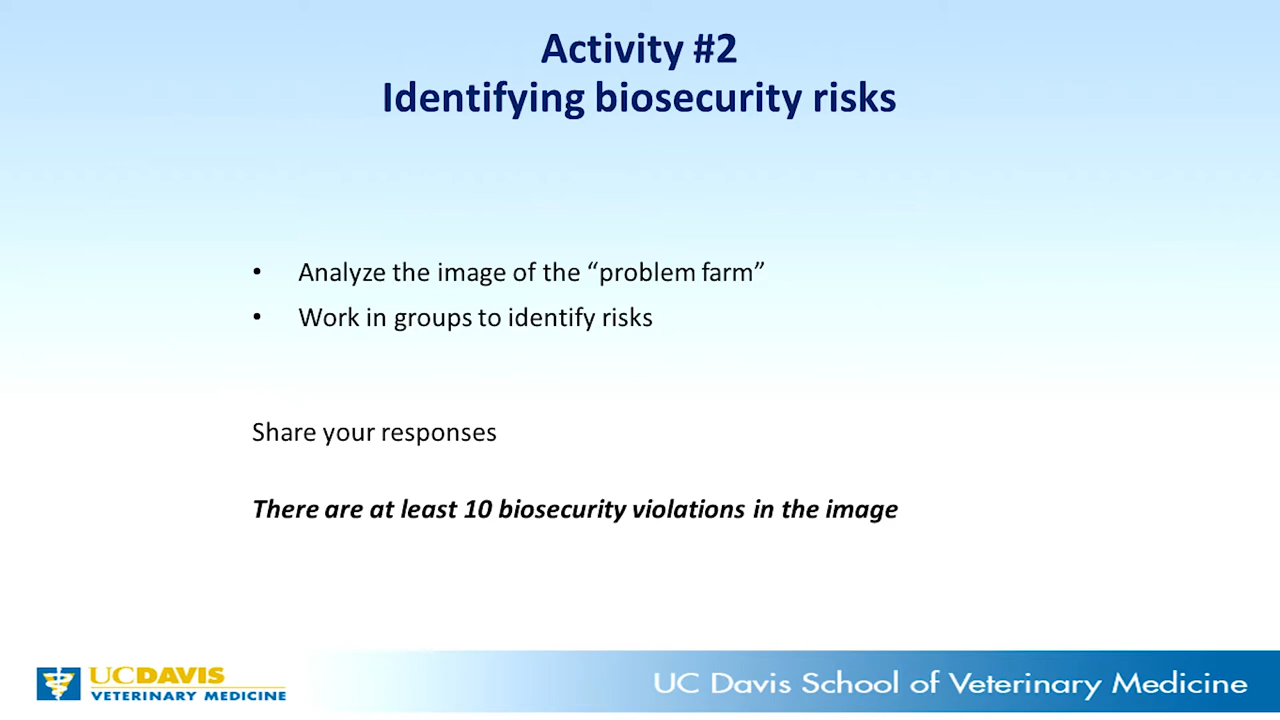 Activity #2
Identifying biosecurity risks
• Analyze the image of the “problem farm”
• Work in groups to identify risks
Share your responses
There are at least 10 biosecurity violations in the image
UCDAVIS
VETERINARY MEDICINE
UC Davis School of Veterinary Medicine